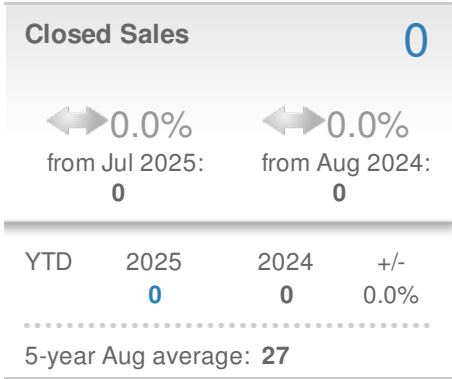 Closed Sales 0
0.0% 0.0%
from Jul 2025: from Aug 2024:
0 0
YTD 2025 2024 +/-
0 0 0.0%
5-year Aug average: 27